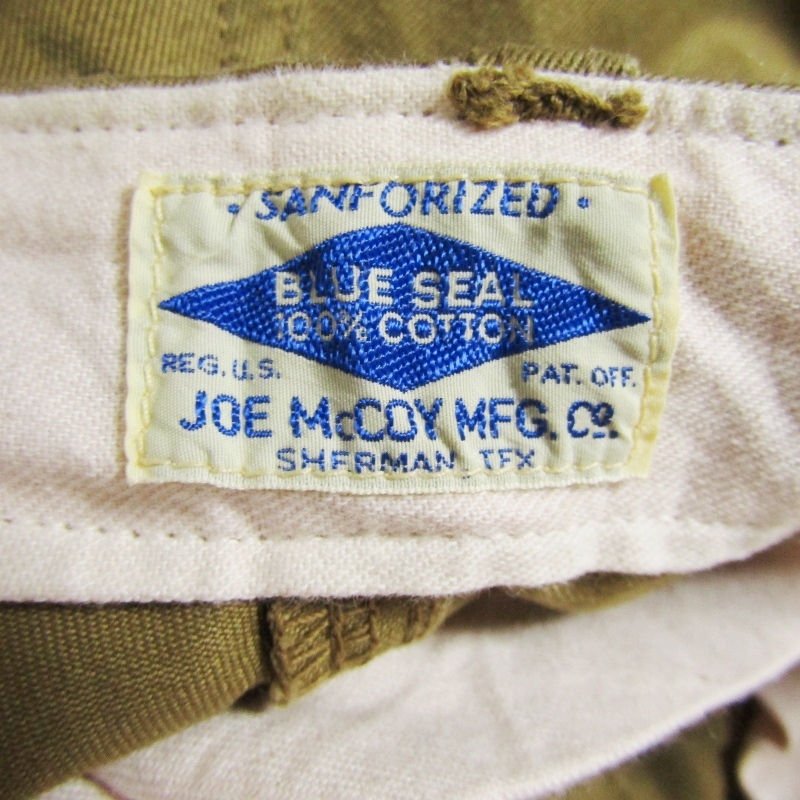 • SANFORIZED •
BLUE SEAL
100% COTTON
REG. U.S. PAT. OFF.
JOE McCOY MFG. Co.
SHERMAN, TEX